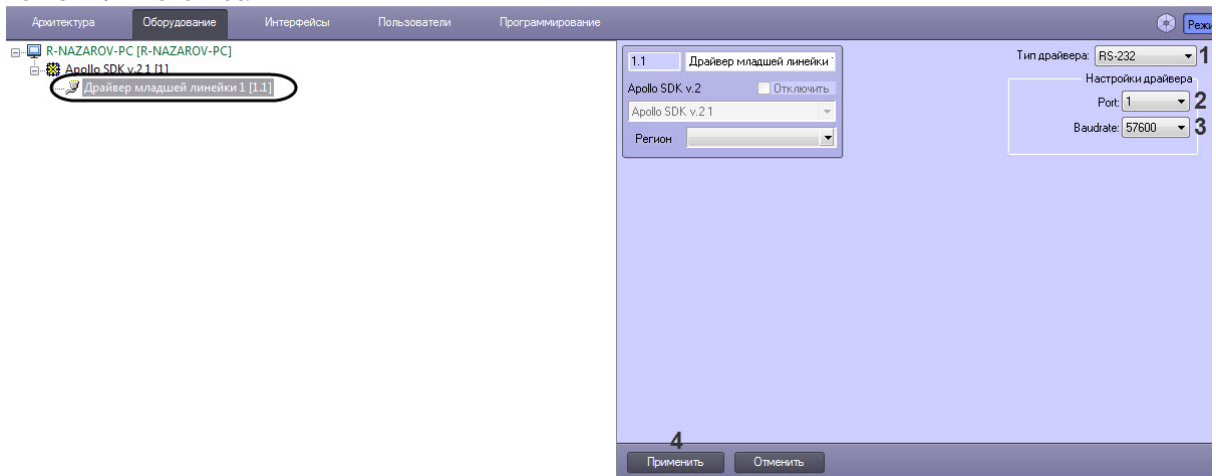 Архитектура Оборудование Интерфейсы Пользователи Программирование
R-NAZAROV-PC [R-NAZAROV-PC]
Apollo SDK v.2 1 [1]
Драйвер младшей линейки 1 [1.1]
1.1 Драйвер младшей линейки
Apollo SDK v.2 Отключить
Apollo SDK v.2 1
Регион
Тип драйвера: RS-232 1
Настройки драйвера
Port: 1 2
Baudrate: 57600 3
4
Применить Отменить